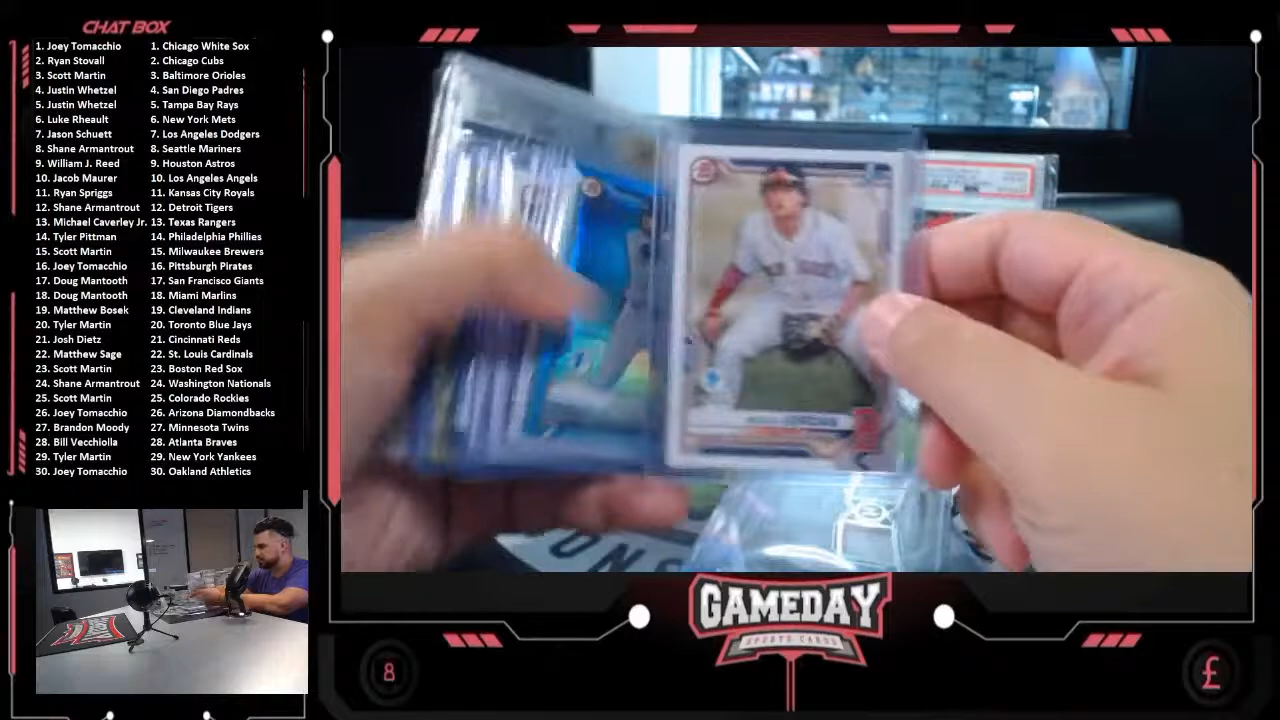 CHAT BOX
1. Joey Tomacchio 1. Chicago White Sox
2. Ryan Stovall 2. Chicago Cubs
3. Scott Martin 3. Baltimore Orioles
4. Justin Whetzel 4. San Diego Padres
5. Justin Whetzel 5. Tampa Bay Rays
6. Luke Rheault 6. New York Mets
7. Jason Schuett 7. Los Angeles Dodgers
8. Shane Armantrout 8. Seattle Mariners
9. William J. Reed 9. Houston Astros
10. Jacob Maurer 10. Los Angeles Angels
11. Ryan Spriggs 11. Kansas City Royals
12. Shane Armantrout 12. Detroit Tigers
13. Michael Caverley Jr. 13. Texas Rangers
14. Tyler Pittman 14. Philadelphia Phillies
15. Scott Martin 15. Milwaukee Brewers
16. Joey Tomacchio 16. Pittsburgh Pirates
17. Doug Mantooth 17. San Francisco Giants
18. Doug Mantooth 18. Miami Marlins
19. Matthew Bosek 19. Cleveland Indians
20. Tyler Martin 20. Toronto Blue Jays
21. Josh Dietz 21. Cincinnati Reds
22. Matthew Sage 22. St. Louis Cardinals
23. Scott Martin 23. Boston Red Sox
24. Shane Armantrout 24. Washington Nationals
25. Scott Martin 25. Colorado Rockies
26. Joey Tomacchio 26. Arizona Diamondbacks
27. Brandon Moody 27. Minnesota Twins
28. Bill Vecchiolla 28. Atlanta Braves
29. Tyler Martin 29. New York Yankees
30. Joey Tomacchio 30. Oakland Athletics
GAMEDAY
SPORTS CARDS
8
£